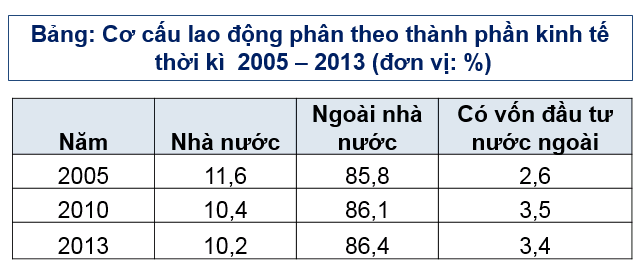 Bảng: Cơ cấu lao động phân theo thành phần kinh tế
thời kì 2005 – 2013 (đơn vị: %)
Năm Nhà nước Ngoài nhà nước Có vốn đầu tư nước ngoài
2005 11,6 85,8 2,6
2010 10,4 86,1 3,5
2013 10,2 86,4 3,4